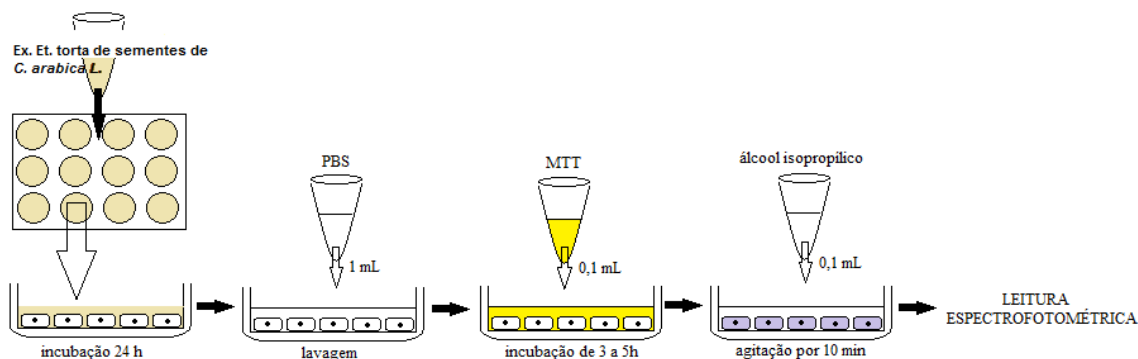 Ex. Et. torta de sementes de
C. arabica L.
PBS
MTT
álcool isopropílico
1 mL
0,1 mL
0,1 mL
incubação 24 h
lavagem
incubação de 3 a 5h
agitação por 10 min
LEITURA
ESPECTROFOTOMÉTRICA